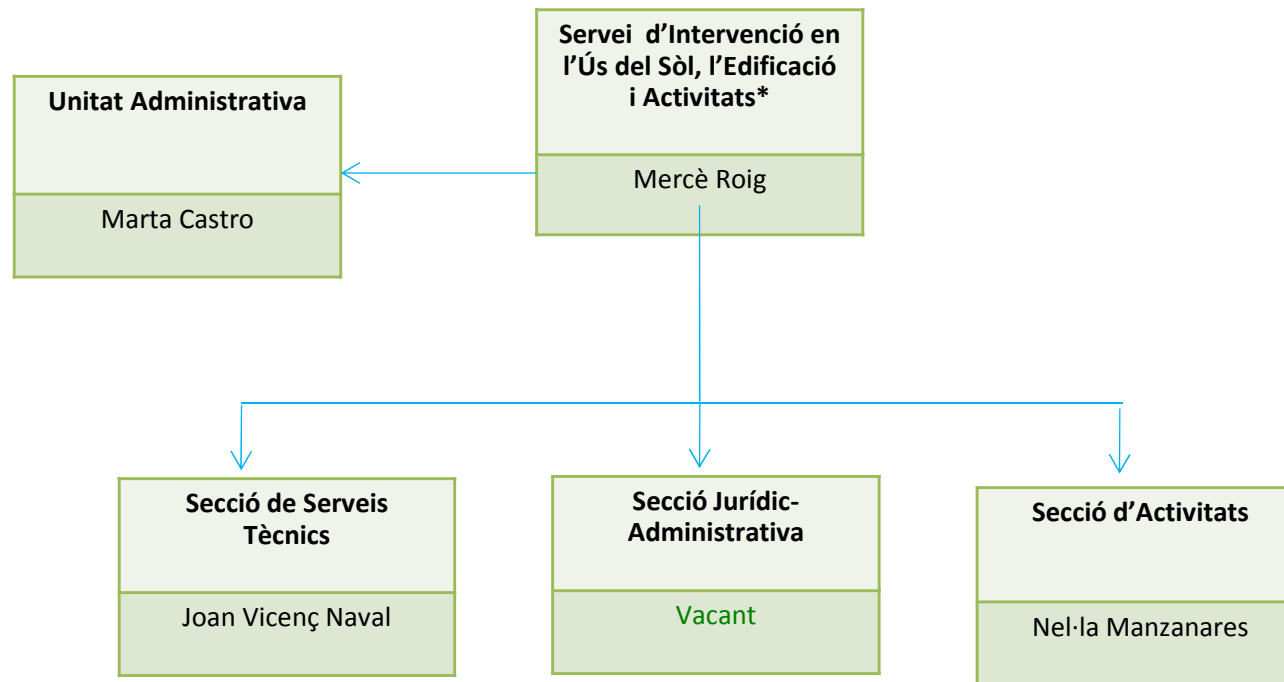 Servei  d’Intervenció en
l’Ús del Sòl, l’Edificació
i Activitats*
Mercè Roig
Unitat Administrativa
Marta Castro
Secció de Serveis
Tècnics
Joan Vicenç Naval
Secció Jurídic-
Administrativa
Vacant
Secció d’Activitats
Nel·la Manzanares